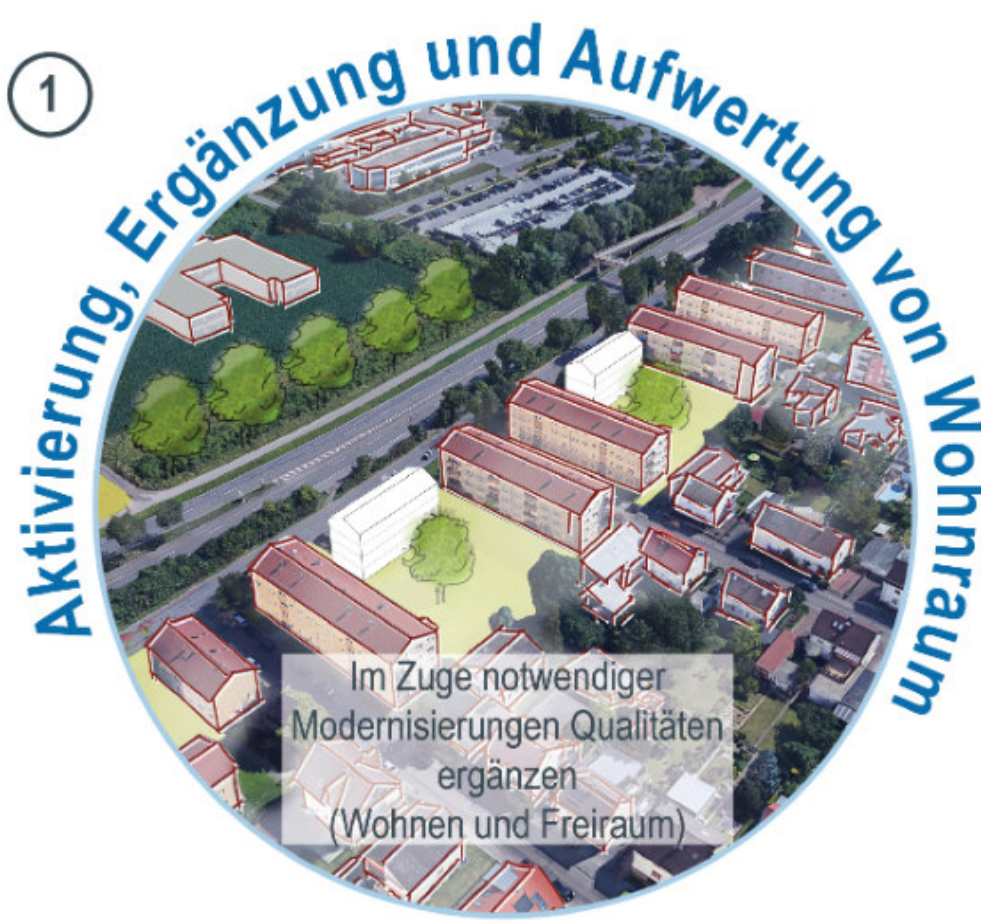 1
Aktivierung, Ergänzung und Aufwertung von Wohnraum
Im Zuge notwendiger
Modernisierungen Qualitäten
ergänzen
(Wohnen und Freiraum)